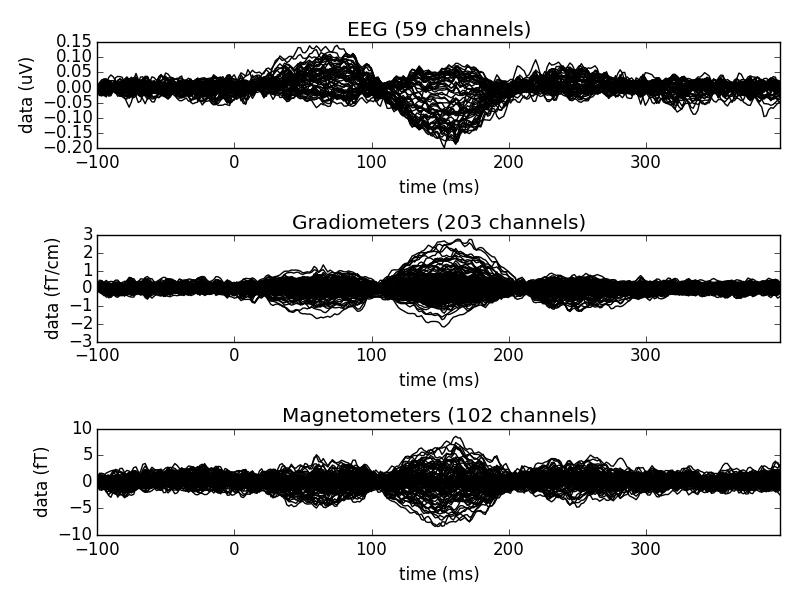 EEG (59 channels)
data (uV)
0.15
0.10
0.05
0.00
−0.05
−0.10
−0.15
−0.20
−100 0 100 200 300
time (ms)
Gradiometers (203 channels)
data (fT/cm)
3
2
1
0
−1
−2
−3
−100 0 100 200 300
time (ms)
Magnetometers (102 channels)
data (fT)
10
5
0
−5
−10
−100 0 100 200 300
time (ms)